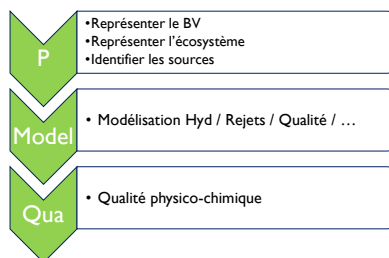 P
•Représenter le BV
•Représenter l'écosystème
•Identifier les sources
Model
• Modélisation Hyd / Rejets / Qualité / …
Qua
• Qualité physico-chimique